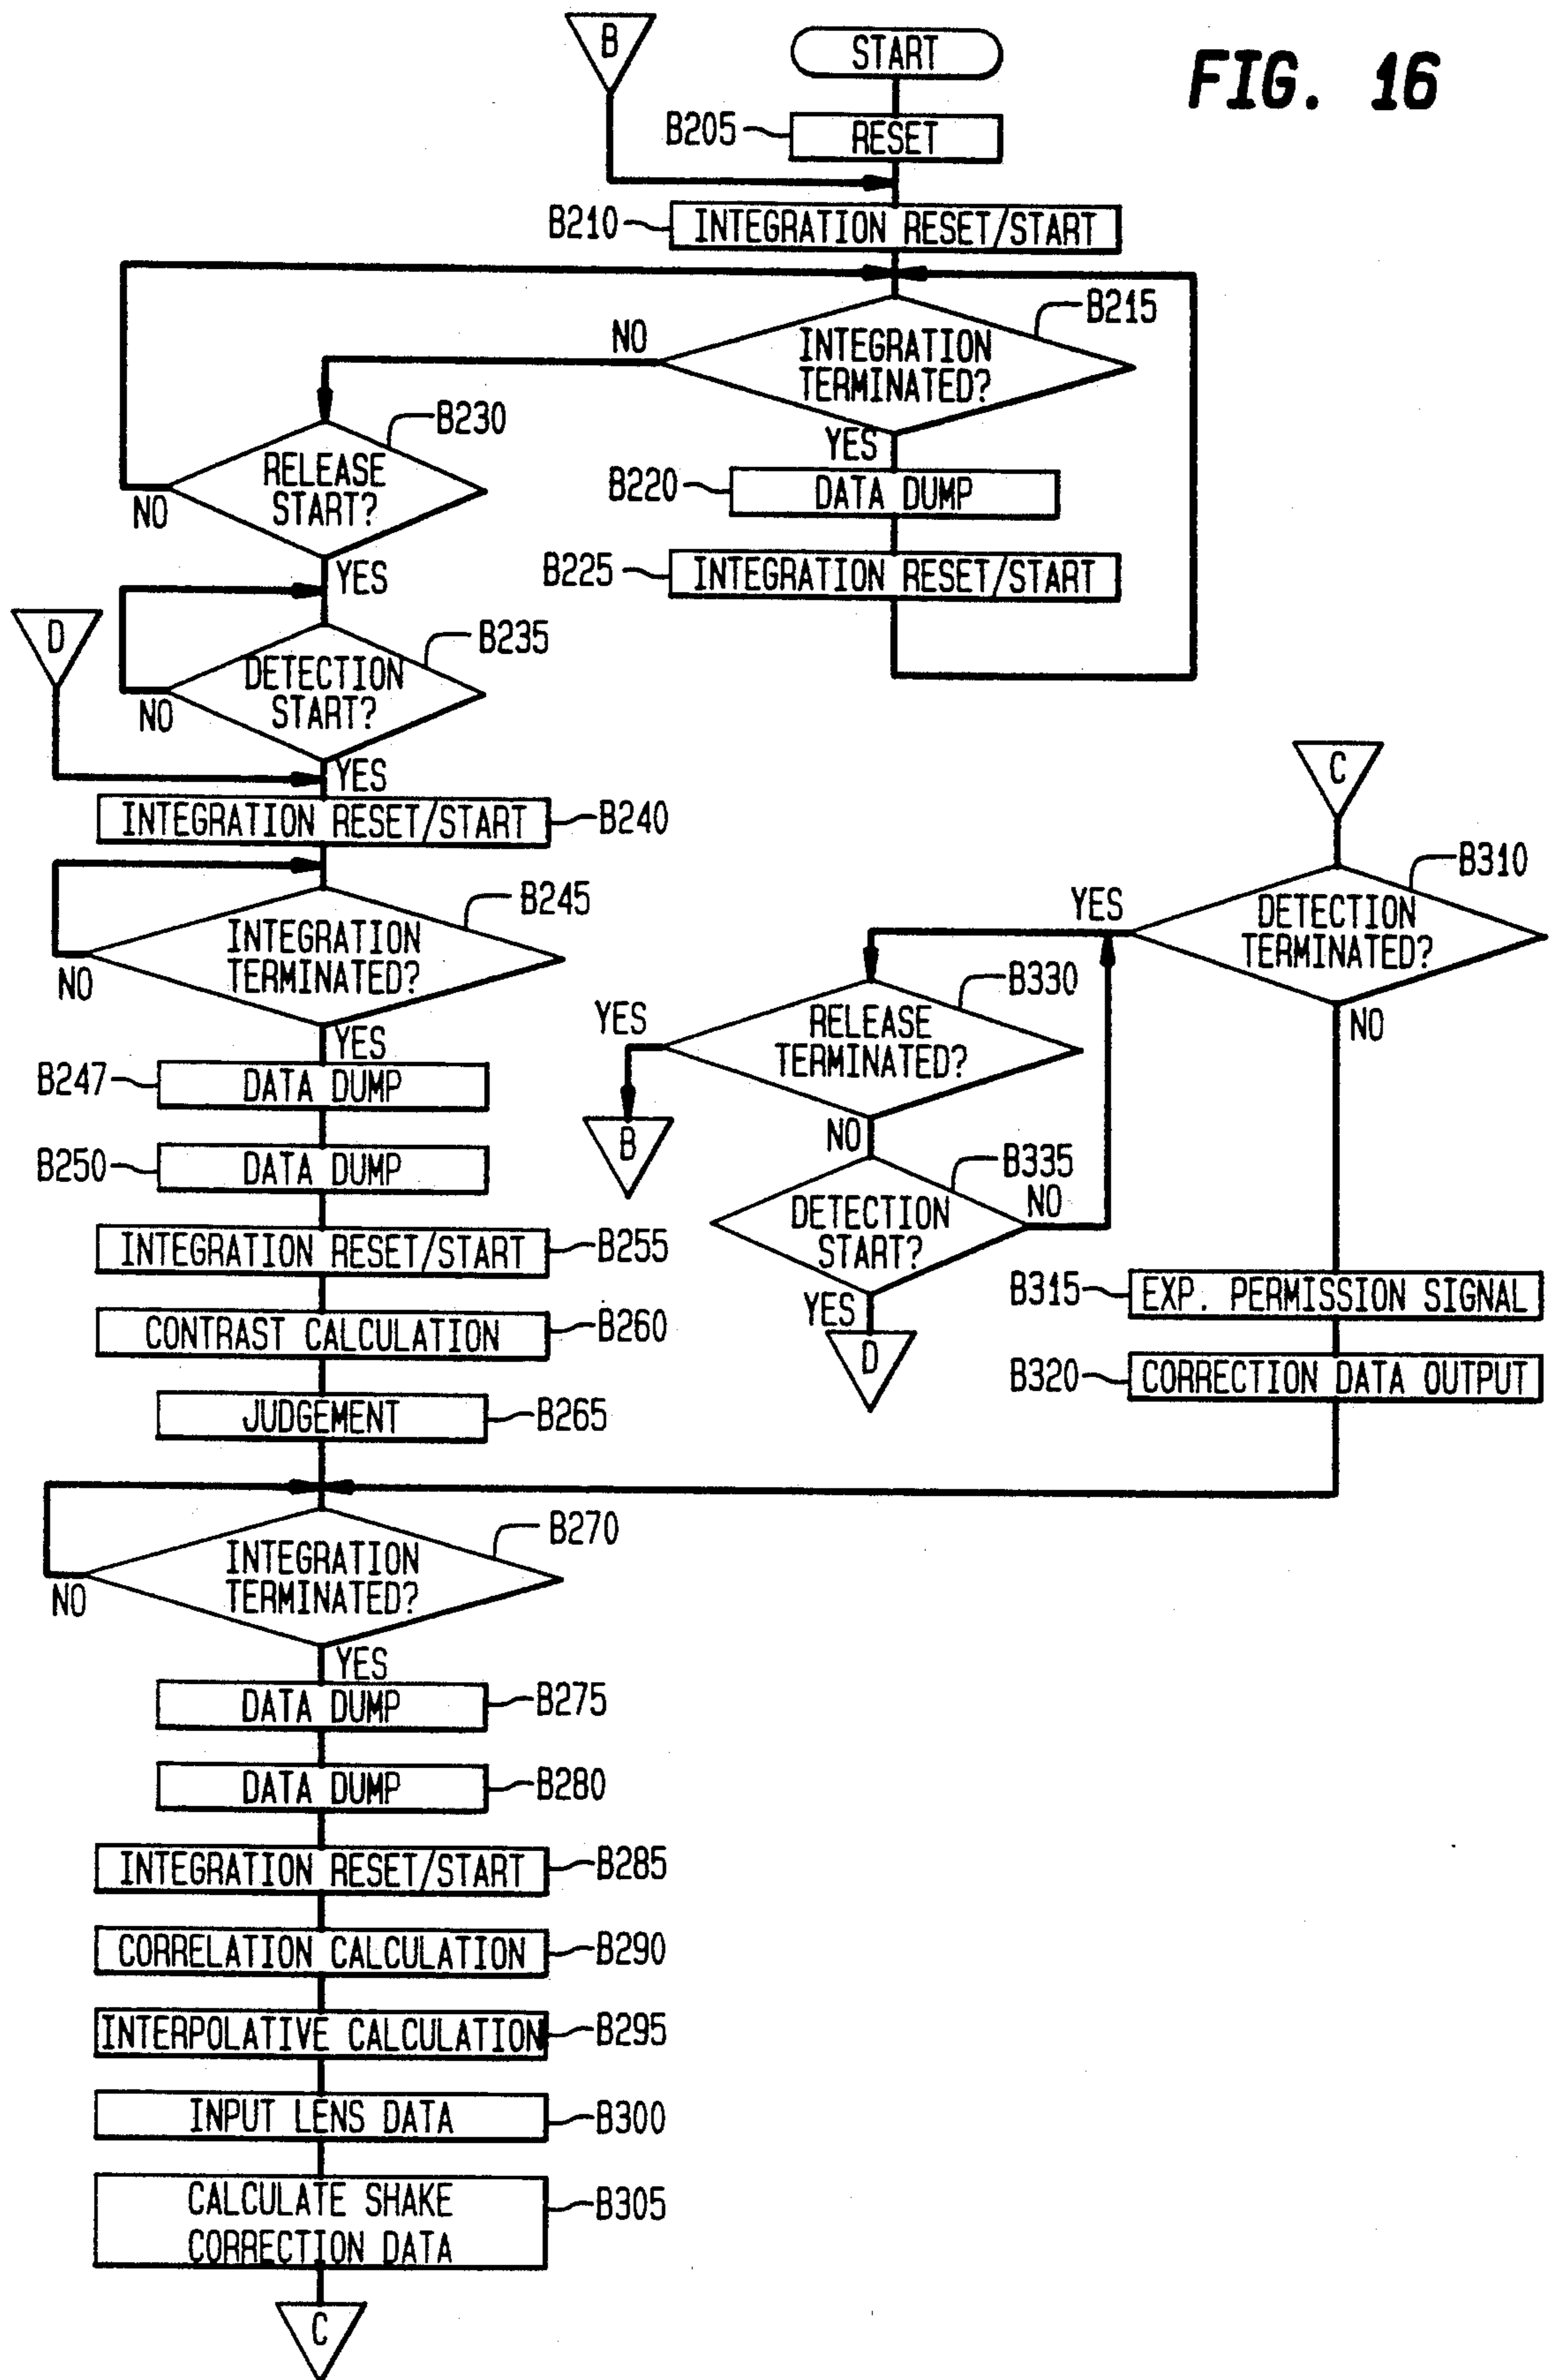 FIG. 16
B
START
B205
RESET
B210
INTEGRATION RESET/START
B215
NO
INTEGRATION
TERMINATED?
YES
B220
DATA DUMP
B225
INTEGRATION RESET/START
B230
RELEASE
START?
NO
YES
D
B235
DETECTION
START?
NO
YES
INTEGRATION RESET/START
B240
B245
INTEGRATION
TERMINATED?
NO
YES
B247
DATA DUMP
B250
DATA DUMP
INTEGRATION RESET/START
B255
CONTRAST CALCULATION
B260
JUDGEMENT
B265
B270
INTEGRATION
TERMINATED?
NO
YES
DATA DUMP
B275
DATA DUMP
B280
INTEGRATION RESET/START
B285
CORRELATION CALCULATION
B290
INTERPOLATIVE CALCULATION
B295
INPUT LENS DATA
B300
CALCULATE SHAKE
CORRECTION DATA
B305
C
C
B310
DETECTION
TERMINATED?
YES
NO
B330
RELEASE
TERMINATED?
YES
B
NO
B335
DETECTION
START?
NO
YES
D
B315
EXP. PERMISSION SIGNAL
B320
CORRECTION DATA OUTPUT